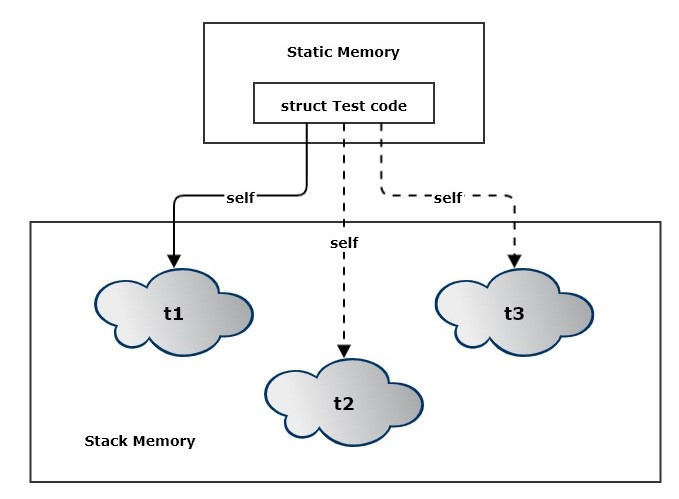 Static Memory
struct Test code
self
self
self
t1
t3
t2
Stack Memory